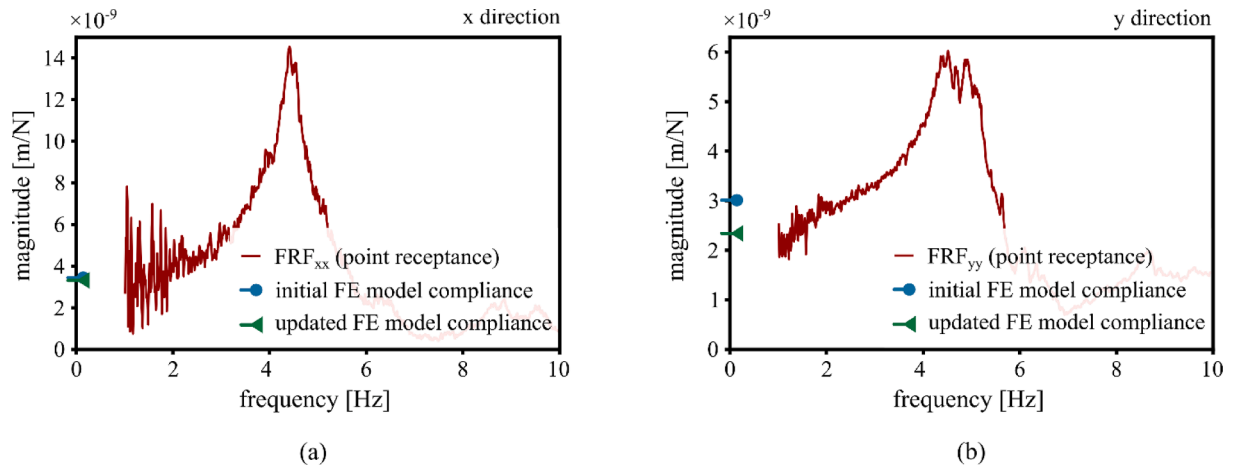 ×10⁻⁹
x direction
14
12
10
8
6
4
2
0
magnitude [m/N]
FRFxx (point receptance)
initial FE model compliance
updated FE model compliance
0 2 4 6 8 10
frequency [Hz]
(a)
×10⁻⁹
y direction
6
5
4
3
2
1
0
magnitude [m/N]
FRFyy (point receptance)
initial FE model compliance
updated FE model compliance
0 2 4 6 8 10
frequency [Hz]
(b)